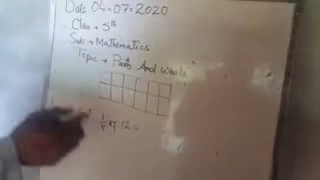 Date 04=07=2020
Class → 5th
Sub:→ Mathematics
Topic → Parts And Whole
1/4 of 12 =